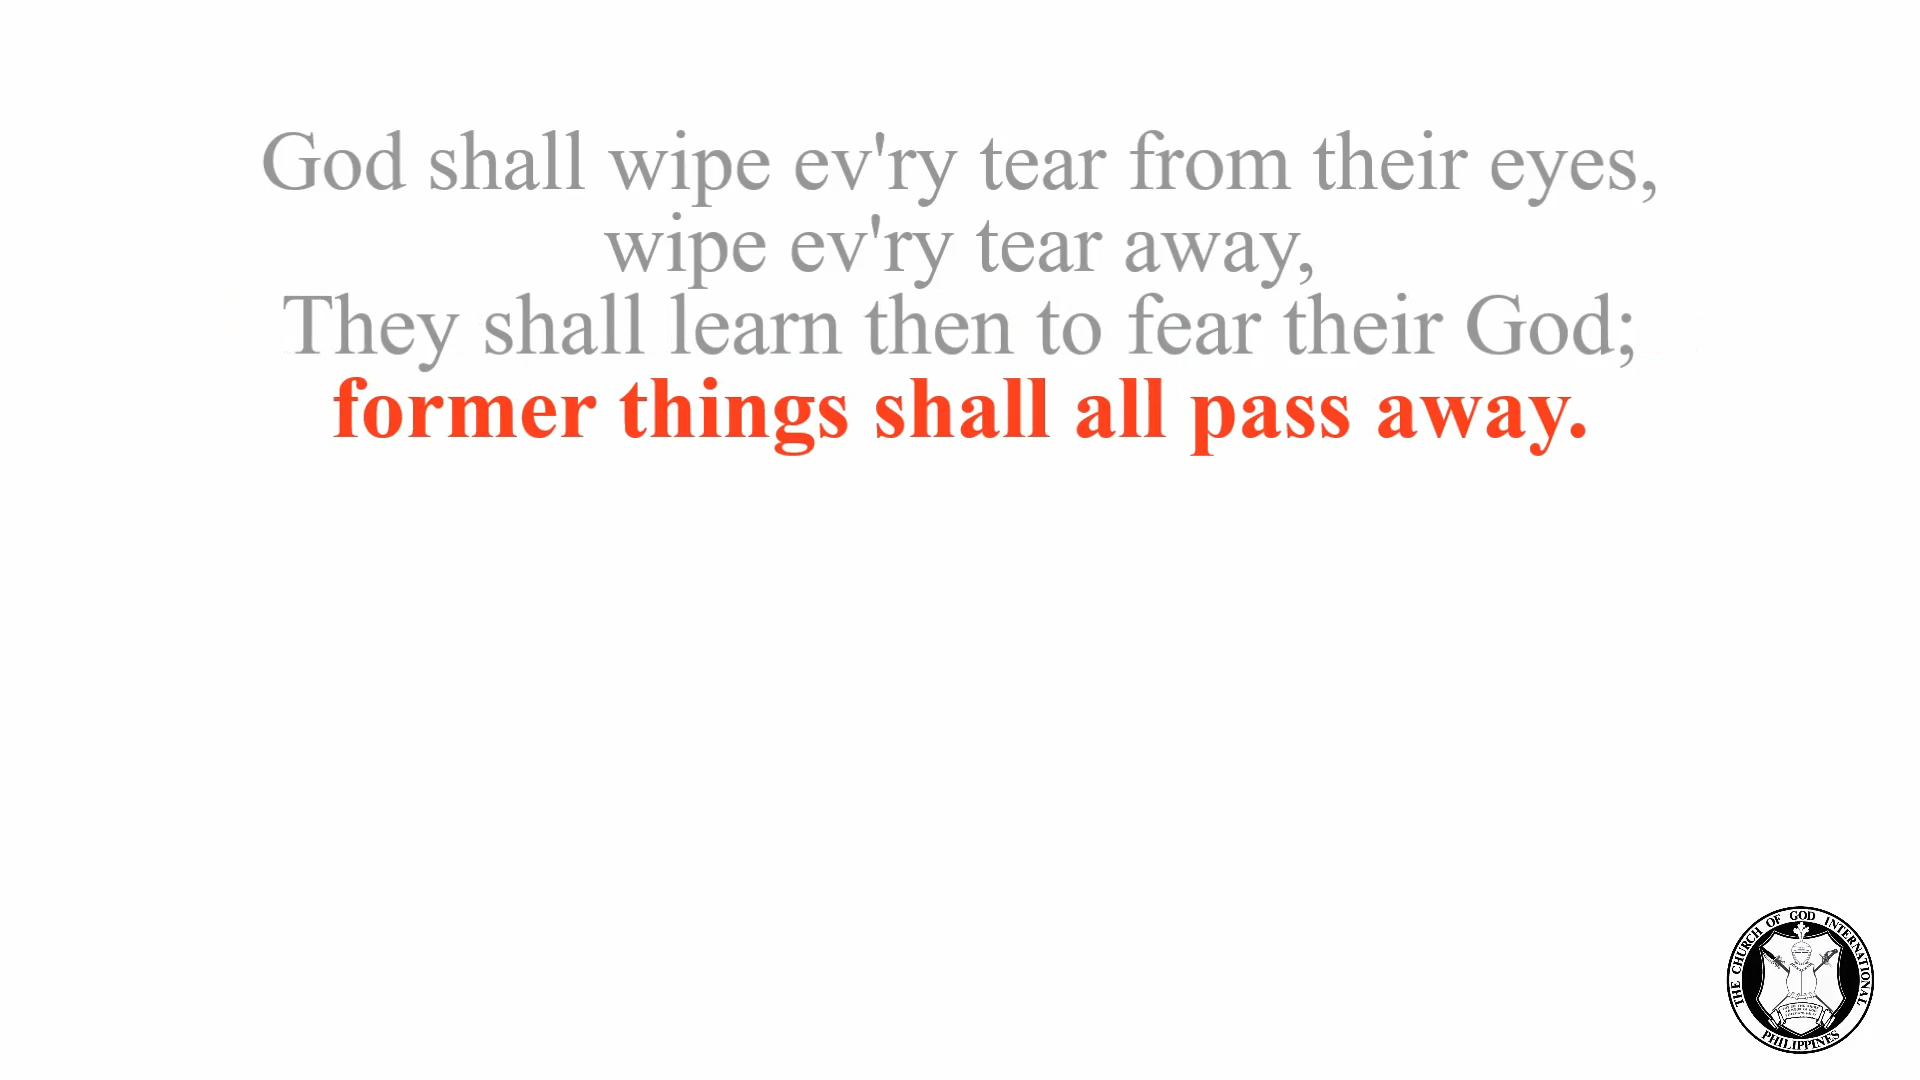 God shall wipe ev'ry tear from their eyes,
wipe ev'ry tear away,
They shall learn then to fear their God;
former things shall all pass away.
THE CHURCH OF GOD INTERNATIONAL
PHILIPPINES